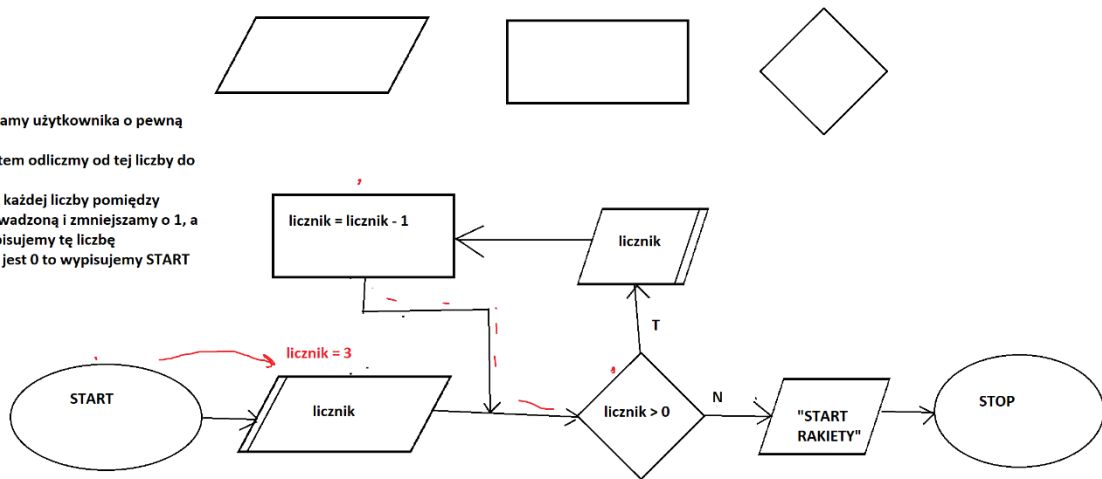 amy użytkownika o pewną
tem odliczmy od tej liczby do
każdej liczby pomiędzy
wadzoną i zmniejszamy o 1, a
isujemy tę liczbę
jest 0 to wypisujemy START
licznik = licznik - 1
licznik
T
licznik = 3
START
licznik
licznik > 0
N
"START
RAKIETY"
STOP